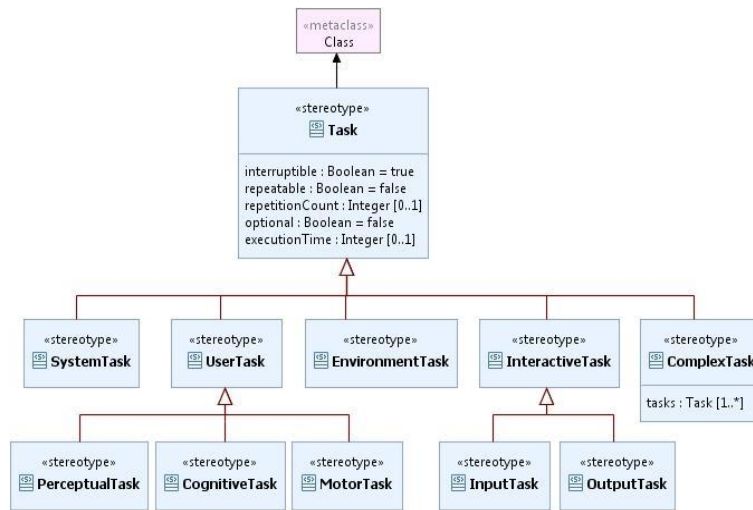 «metaclass»
Class
«stereotype»
Task
interruptible : Boolean = true
repeatable : Boolean = false
repetitionCount : Integer [0..1]
optional : Boolean = false
executionTime : Integer [0..1]
«stereotype»
SystemTask
«stereotype»
UserTask
«stereotype»
EnvironmentTask
«stereotype»
InteractiveTask
«stereotype»
ComplexTask
tasks : Task [1..*]
«stereotype»
PerceptualTask
«stereotype»
CognitiveTask
«stereotype»
MotorTask
«stereotype»
InputTask
«stereotype»
OutputTask